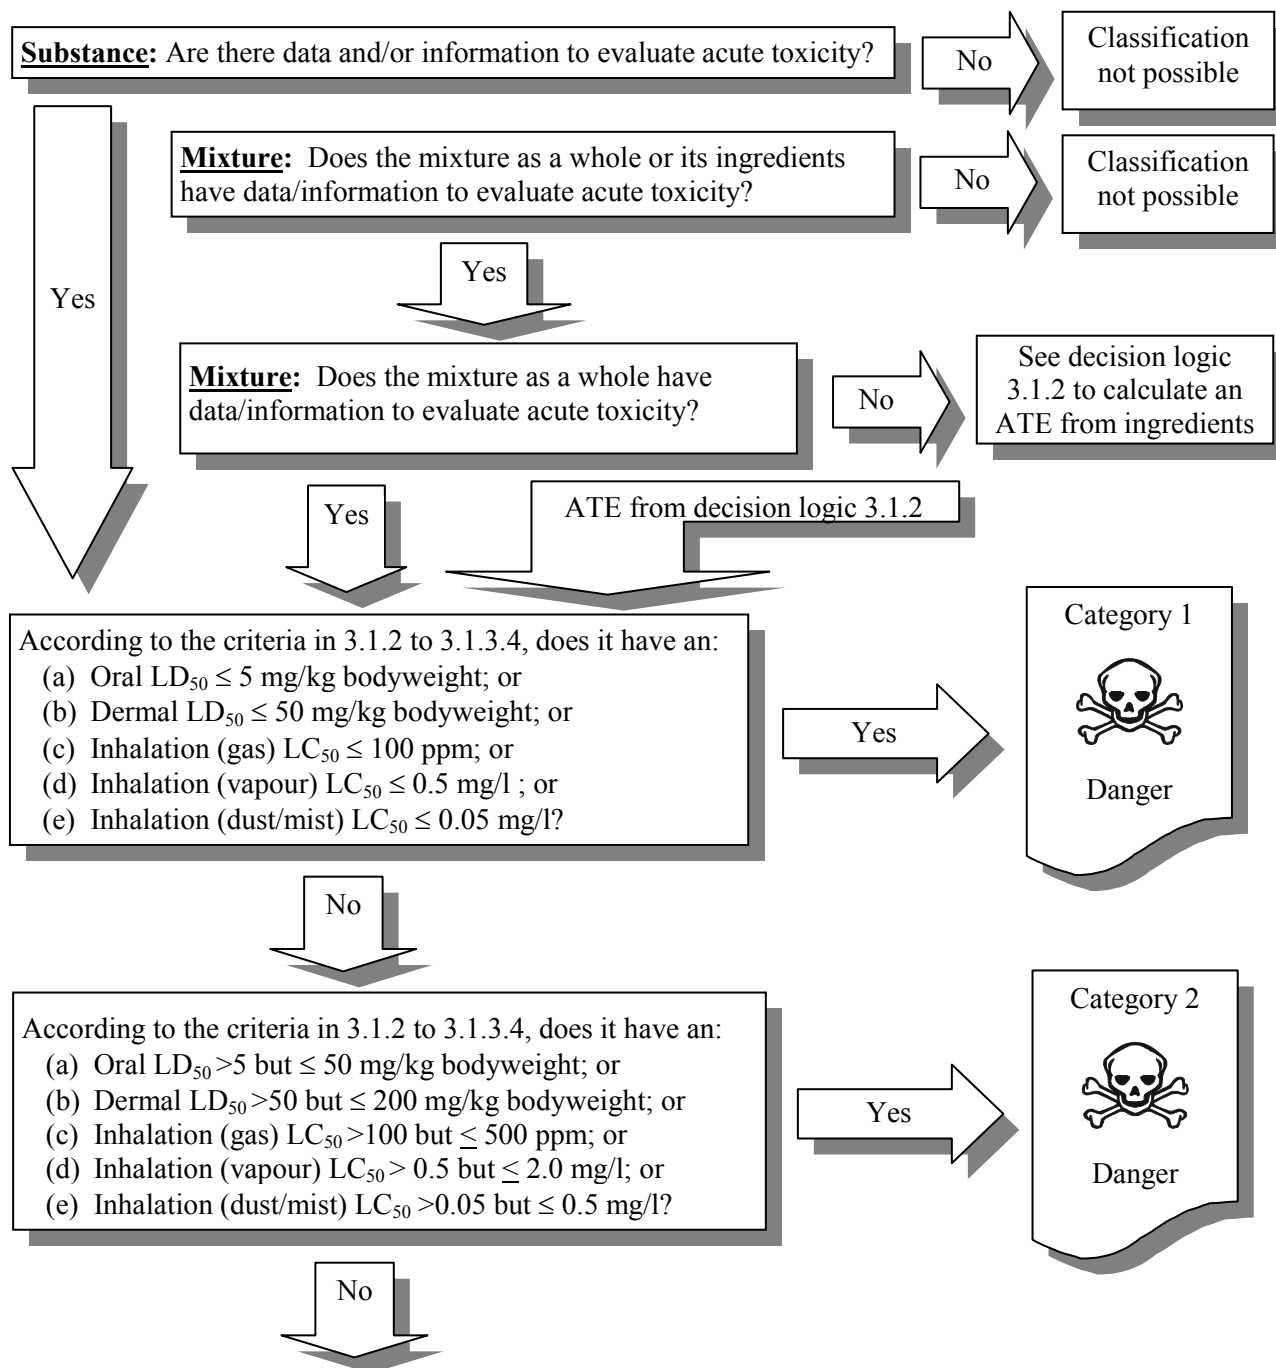 Substance: Are there data and/or information to evaluate acute toxicity?
No
Classification
not possible
Mixture: Does the mixture as a whole or its ingredients
have data/information to evaluate acute toxicity?
No
Classification
not possible
Yes
Yes
Mixture: Does the mixture as a whole have
data/information to evaluate acute toxicity?
No
See decision logic
3.1.2 to calculate an
ATE from ingredients
Yes
ATE from decision logic 3.1.2
According to the criteria in 3.1.2 to 3.1.3.4, does it have an:
(a) Oral LD50 ≤ 5 mg/kg bodyweight; or
(b) Dermal LD50 ≤ 50 mg/kg bodyweight; or
(c) Inhalation (gas) LC50 ≤ 100 ppm; or
(d) Inhalation (vapour) LC50 ≤ 0.5 mg/l ; or
(e) Inhalation (dust/mist) LC50 ≤ 0.05 mg/l?
Yes
Category 1
Danger
No
According to the criteria in 3.1.2 to 3.1.3.4, does it have an:
(a) Oral LD50 >5 but ≤ 50 mg/kg bodyweight; or
(b) Dermal LD50 >50 but ≤ 200 mg/kg bodyweight; or
(c) Inhalation (gas) LC50 >100 but ≤ 500 ppm; or
(d) Inhalation (vapour) LC50 > 0.5 but ≤ 2.0 mg/l; or
(e) Inhalation (dust/mist) LC50 >0.05 but ≤ 0.5 mg/l?
Yes
Category 2
Danger
No